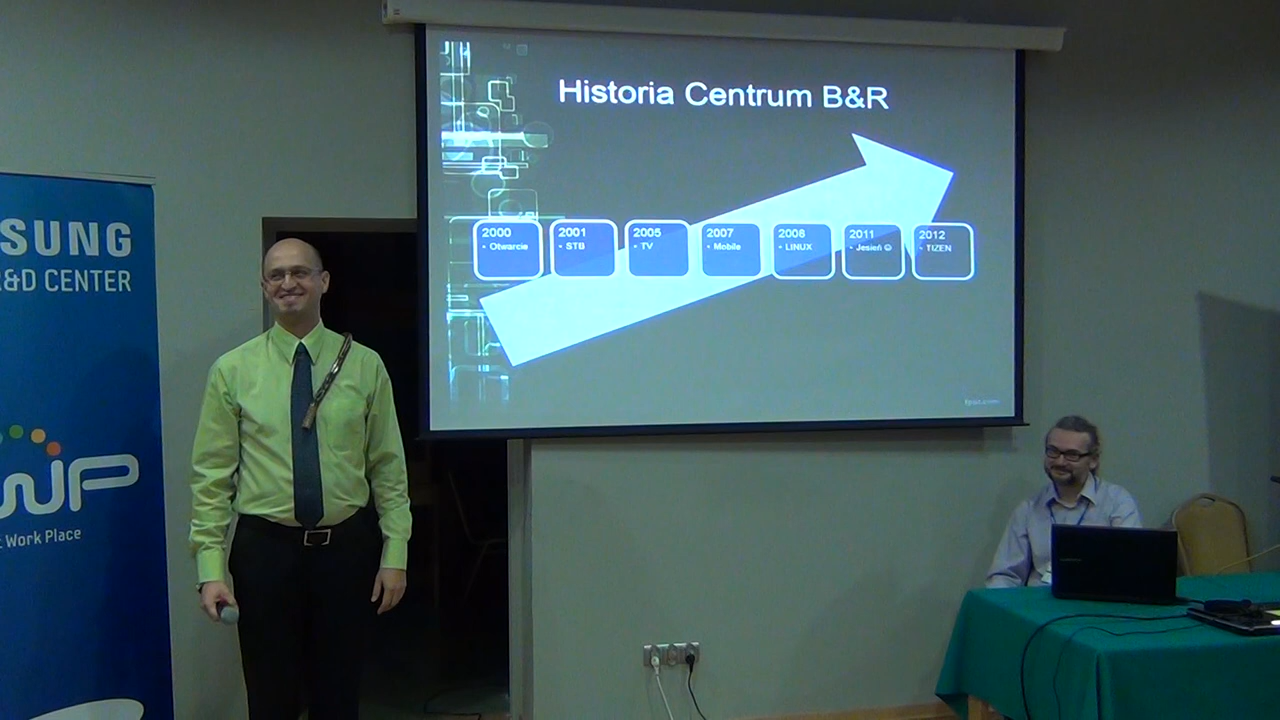 Historia Centrum B&R
2000
• Otwarcie
2001
• STB
2005
• TV
2007
• Mobile
2008
• LINUX
2011
• Jesień ☺
2012
• TIZEN
SUNG
&D CENTER
WP
Work Place